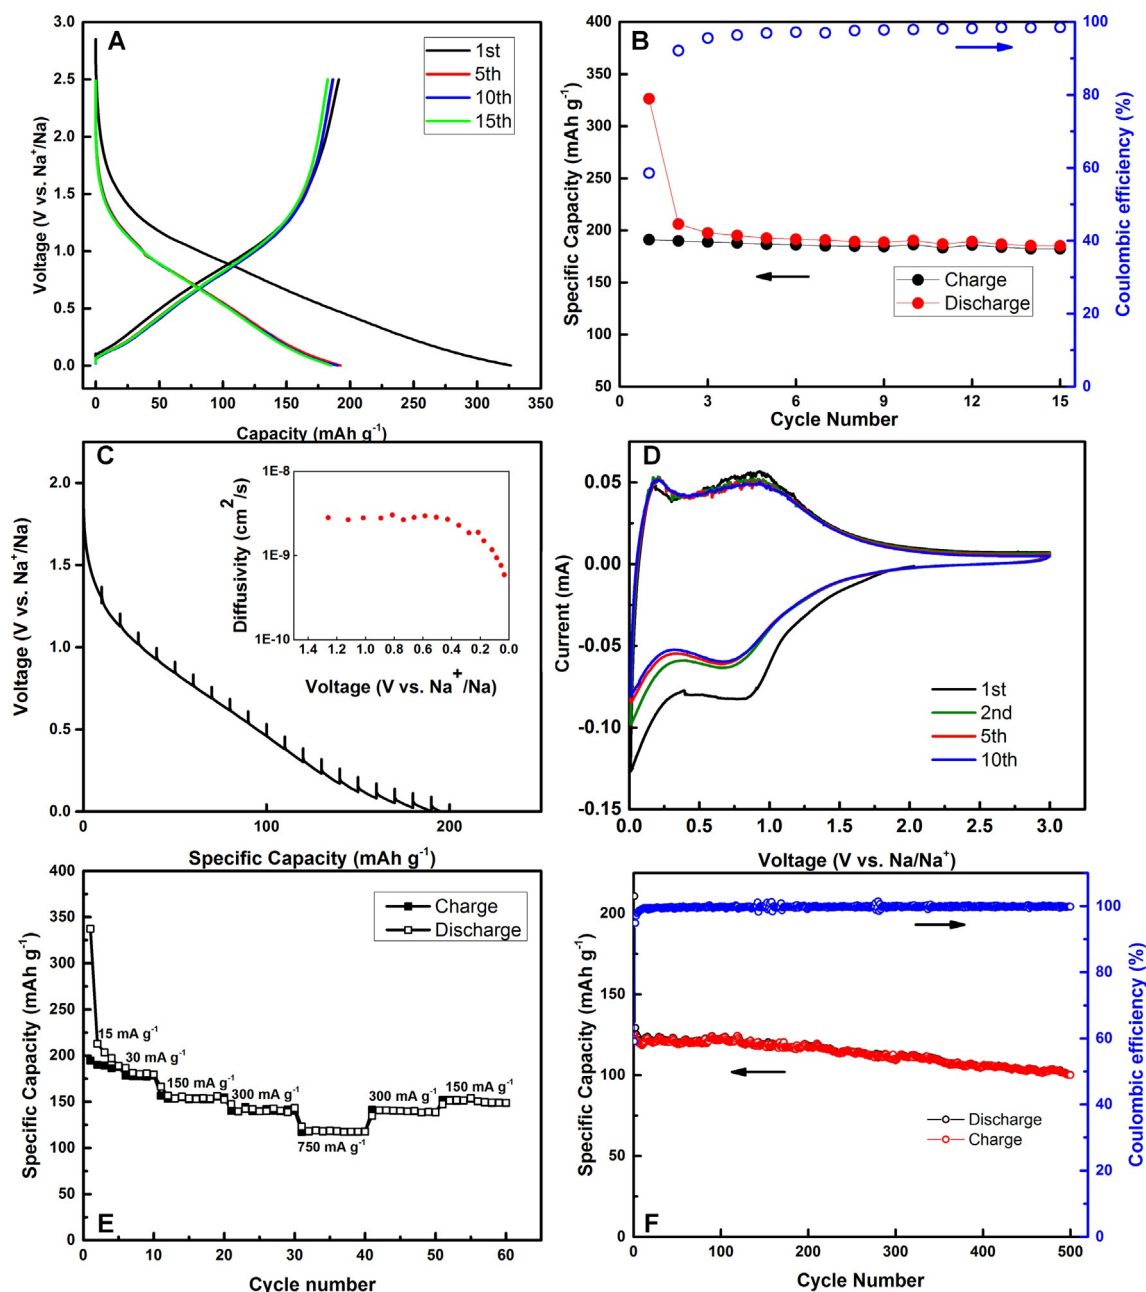 A
1st
5th
10th
15th
3.0
2.5
2.0
1.5
1.0
0.5
0.0
Voltage (V vs. Na⁺/Na)
0 50 100 150 200 250 300 350
Capacity (mAh g⁻¹)
B
400
350
300
250
200
150
100
50
Specific Capacity (mAh g⁻¹)
100
80
60
40
20
0
Coulombic efficiency (%)
Charge
Discharge
0 3 6 9 12 15
Cycle Number
C
2.0
1.5
1.0
0.5
0.0
Voltage (V vs. Na⁺/Na)
1E-8
1E-9
1E-10
Diffusivity (cm²/s)
1.4 1.2 1.0 0.8 0.6 0.4 0.2 0.0
Voltage (V vs. Na⁺/Na)
0 100 200
Specific Capacity (mAh g⁻¹)
D
0.05
0.00
-0.05
-0.10
-0.15
Current (mA)
1st
2nd
5th
10th
0.0 0.5 1.0 1.5 2.0 2.5 3.0
Voltage (V vs. Na/Na⁺)
400
350
300
250
200
150
100
50
0
Specific Capacity (mAh g⁻¹)
Charge
Discharge
15 mA g⁻¹
30 mA g⁻¹
150 mA g⁻¹
300 mA g⁻¹
750 mA g⁻¹
300 mA g⁻¹
150 mA g⁻¹
E
0 10 20 30 40 50 60
Cycle number
200
150
100
50
0
Specific Capacity (mAh g⁻¹)
100
80
60
40
20
0
Coulombic efficiency (%)
Discharge
Charge
F
0 100 200 300 400 500
Cycle Number